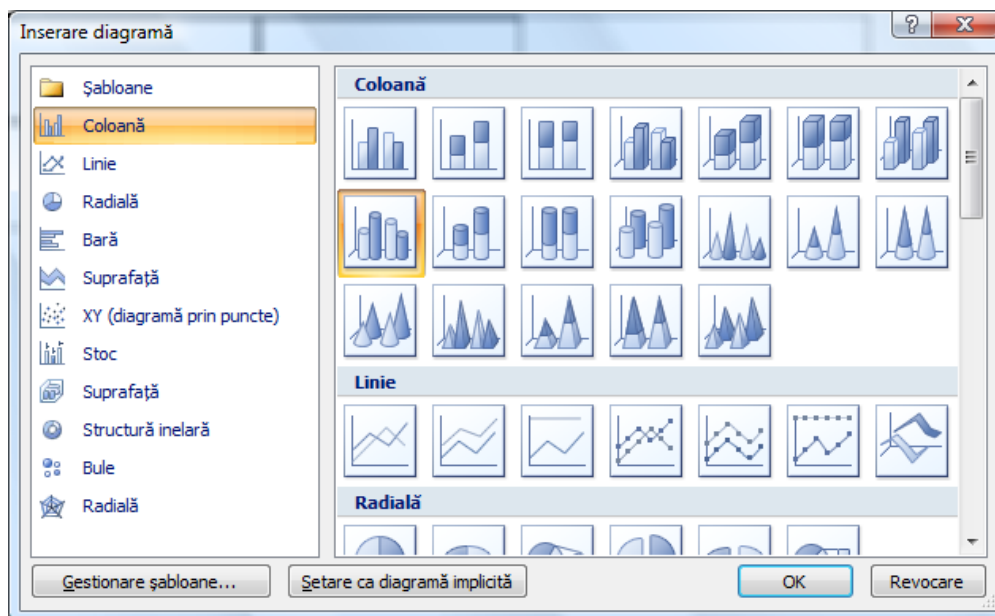 Inserare diagramă
Şabloane
Coloană
Linie
Radială
Bară
Suprafaţă
XY (diagramă prin puncte)
Stoc
Suprafaţă
Structură inelară
Bule
Radială
Coloană
Linie
Radială
Gestionare şabloane...
Setare ca diagramă implicită
OK
Revocare